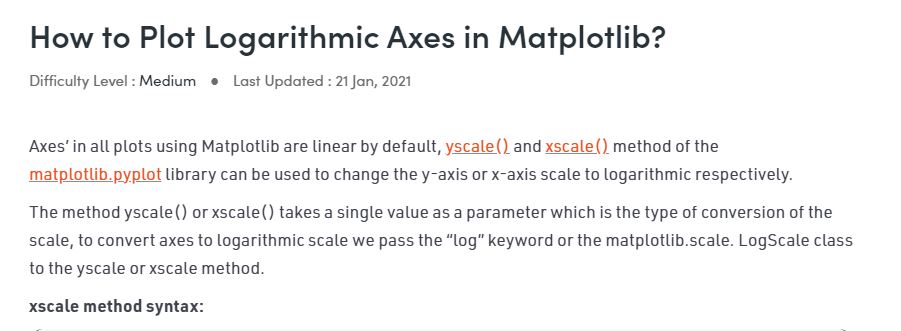 How to Plot Logarithmic Axes in Matplotlib?
Difficulty Level : Medium ● Last Updated : 21 Jan, 2021
Axes’ in all plots using Matplotlib are linear by default, yscale() and xscale() method of the
matplotlib.pyplot library can be used to change the y-axis or x-axis scale to logarithmic respectively.
The method yscale() or xscale() takes a single value as a parameter which is the type of conversion of the
scale, to convert axes to logarithmic scale we pass the “log” keyword or the matplotlib.scale. LogScale class
to the yscale or xscale method.
xscale method syntax: